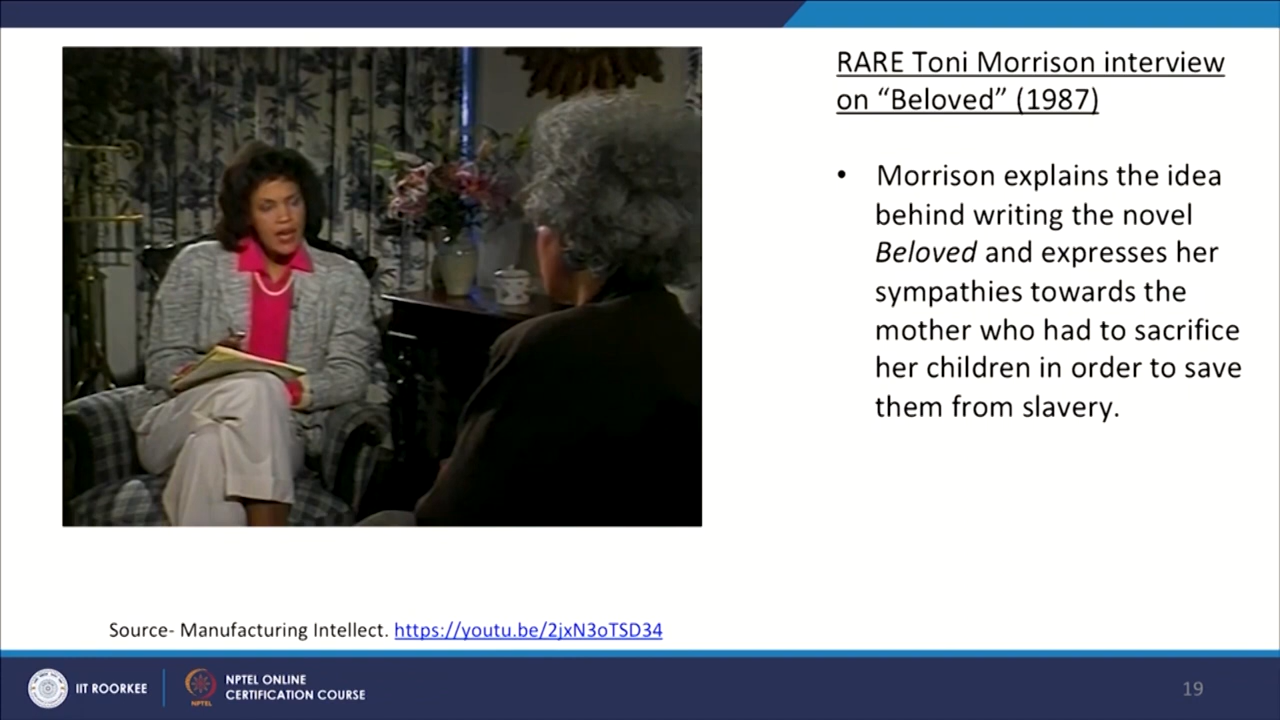 RARE Toni Morrison interview
on “Beloved” (1987)
• Morrison explains the idea
behind writing the novel
Beloved and expresses her
sympathies towards the
mother who had to sacrifice
her children in order to save
them from slavery.
Source- Manufacturing Intellect. https://youtu.be/2jxN3oTSD34
IIT ROORKEE
NPTEL
NPTEL ONLINE
CERTIFICATION COURSE
19